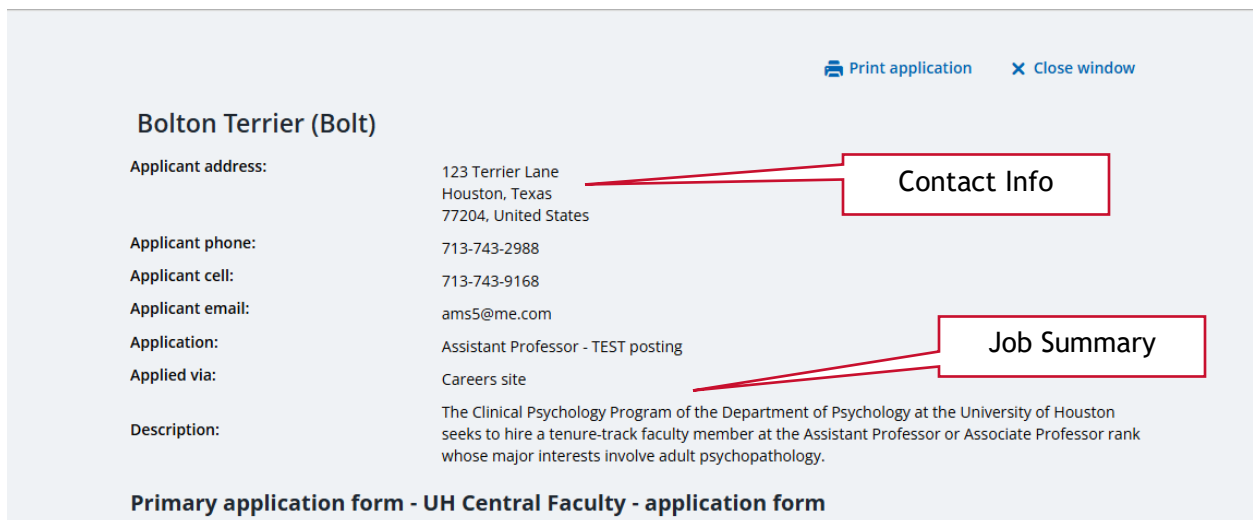 Print application Close window
Bolton Terrier (Bolt)
Applicant address: 123 Terrier Lane
Houston, Texas
77204, United States
Contact Info
Applicant phone: 713-743-2988
Applicant cell: 713-743-9168
Applicant email: ams5@me.com
Application: Assistant Professor - TEST posting
Job Summary
Applied via: Careers site
Description: The Clinical Psychology Program of the Department of Psychology at the University of Houston
seeks to hire a tenure-track faculty member at the Assistant Professor or Associate Professor rank
whose major interests involve adult psychopathology.
Primary application form - UH Central Faculty - application form